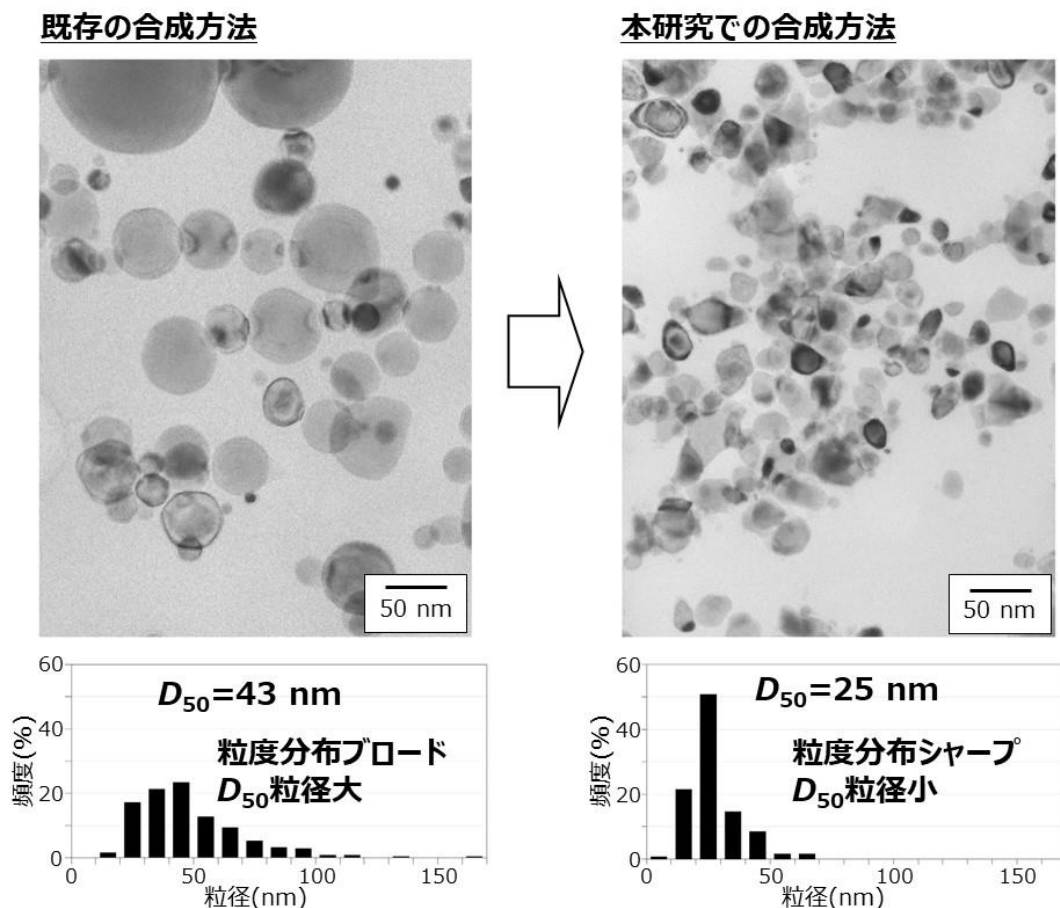 既存の合成方法
本研究での合成方法
50 nm
50 nm
60
40
20
0
頻度(%)
D50=43 nm
粒度分布ブロード
D50粒径大
0
50
100
150
粒径(nm)
60
40
20
0
頻度(%)
D50=25 nm
粒度分布シャープ
D50粒径小
0
50
100
150
粒径(nm)